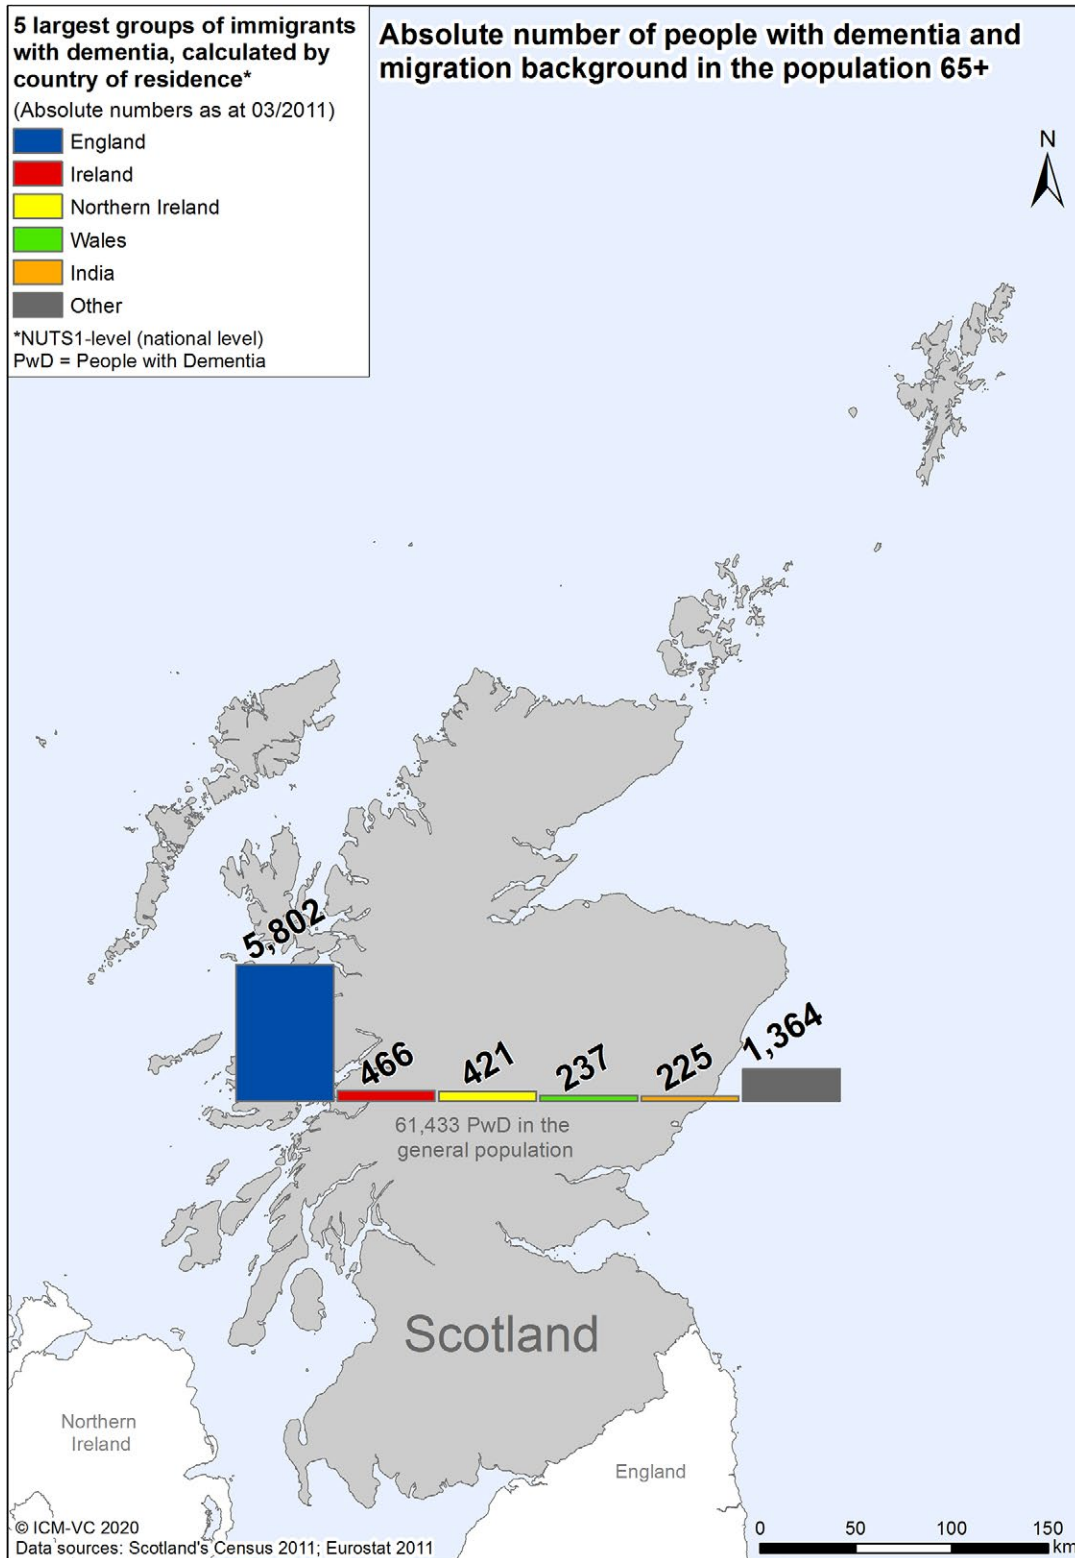 5 largest groups of immigrants
with dementia, calculated by
country of residence*
(Absolute numbers as at 03/2011)
England
Ireland
Northern Ireland
Wales
India
Other
*NUTS1-level (national level)
PwD = People with Dementia
Absolute number of people with dementia and
migration background in the population 65+
N
5,802
466
421
237
225
1,364
61,433 PwD in the
general population
Scotland
Northern
Ireland
England
© ICM-VC 2020
Data sources: Scotland's Census 2011; Eurostat 2011
0 50 100 150
km